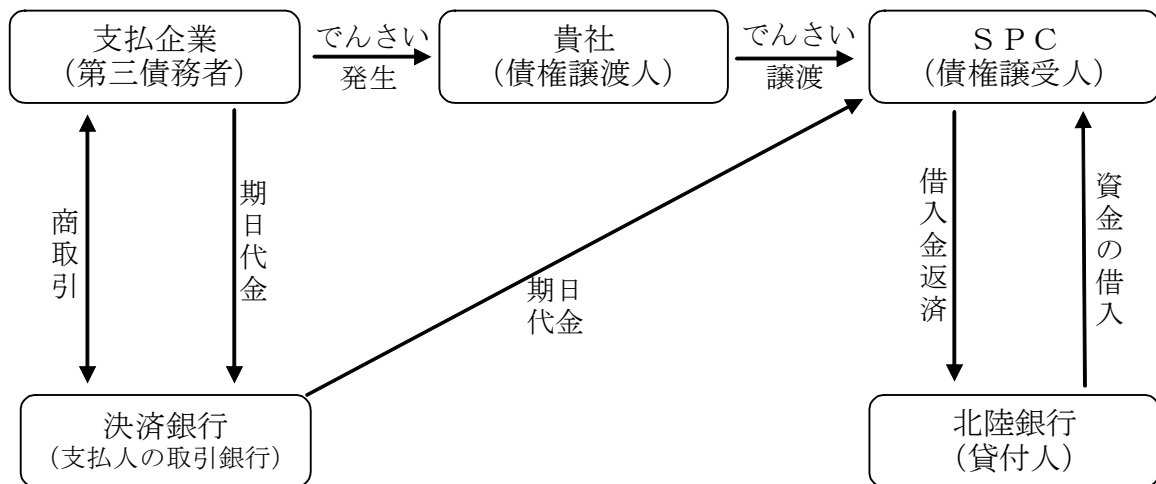 支払企業
(第三債務者)
でんさい
発生
貴社
(債権譲渡人)
でんさい
譲渡
ＳＰＣ
(債権譲受人)
商取引
期日代金
期日
代金
借入金返済
資金の借入
決済銀行
(支払人の取引銀行)
北陸銀行
(貸付人)